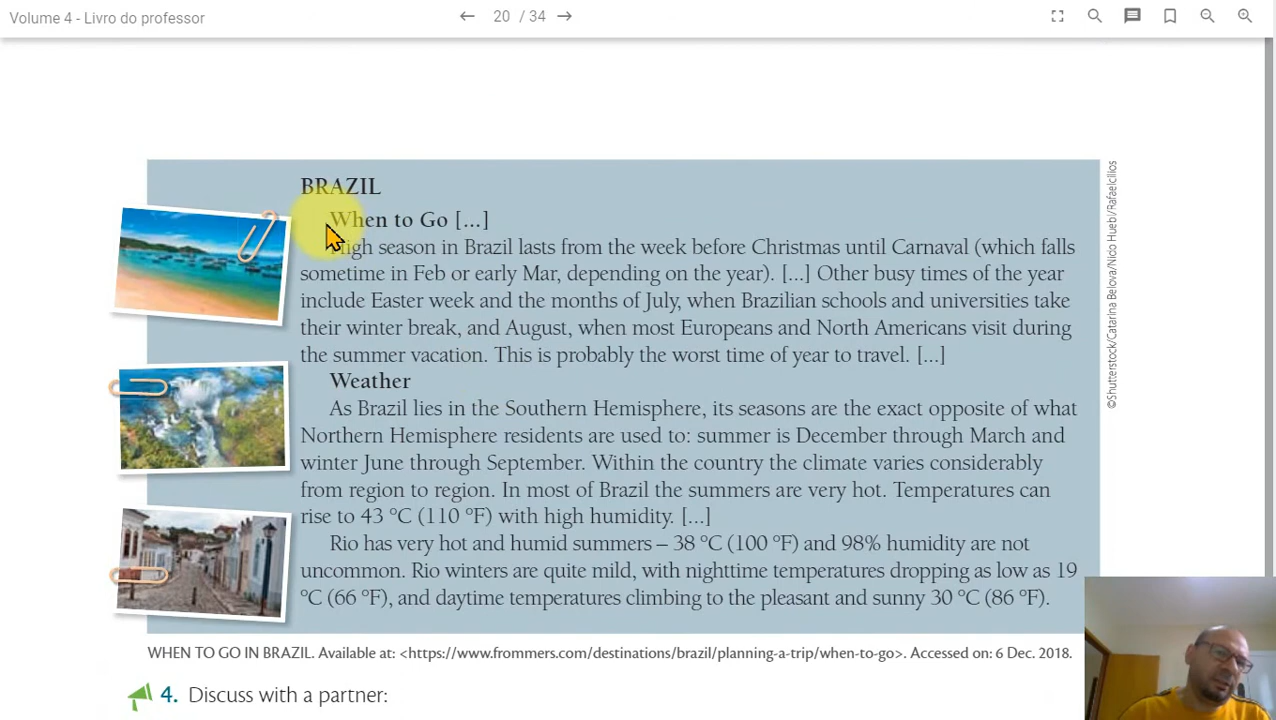 Volume 4 - Livro do professor
20 / 34
BRAZIL
When to Go [...]
High season in Brazil lasts from the week before Christmas until Carnaval (which falls
sometime in Feb or early Mar, depending on the year). [...] Other busy times of the year
include Easter week and the months of July, when Brazilian schools and universities take
their winter break, and August, when most Europeans and North Americans visit during
the summer vacation. This is probably the worst time of year to travel. [...]
Weather
As Brazil lies in the Southern Hemisphere, its seasons are the exact opposite of what
Northern Hemisphere residents are used to: summer is December through March and
winter June through September. Within the country the climate varies considerably
from region to region. In most of Brazil the summers are very hot. Temperatures can
rise to 43 ºC (110 ºF) with high humidity. [...]
Rio has very hot and humid summers – 38 ºC (100 ºF) and 98% humidity are not
uncommon. Rio winters are quite mild, with nighttime temperatures dropping as low as 19
ºC (66 ºF), and daytime temperatures climbing to the pleasant and sunny 30 ºC (86 ºF).
©Shutterstock/Catarina Belova/Nido Huebl/Rafaelcilios
WHEN TO GO IN BRAZIL. Available at: <https://www.frommers.com/destinations/brazil/planning-a-trip/when-to-go>. Accessed on: 6 Dec. 2018.
4. Discuss with a partner: